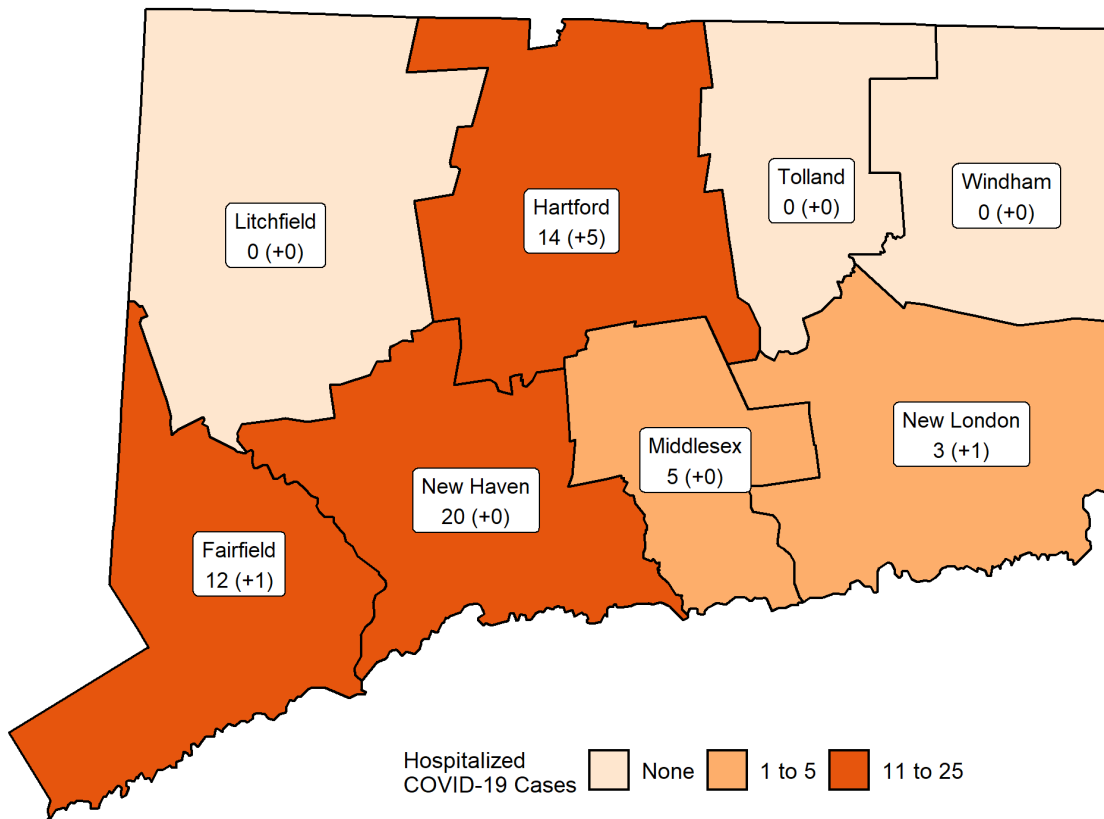 Litchfield
0 (+0)
Hartford
14 (+5)
Tolland
0 (+0)
Windham
0 (+0)
Fairfield
12 (+1)
New Haven
20 (+0)
Middlesex
5 (+0)
New London
3 (+1)
Hospitalized
COVID-19 Cases
None
1 to 5
11 to 25